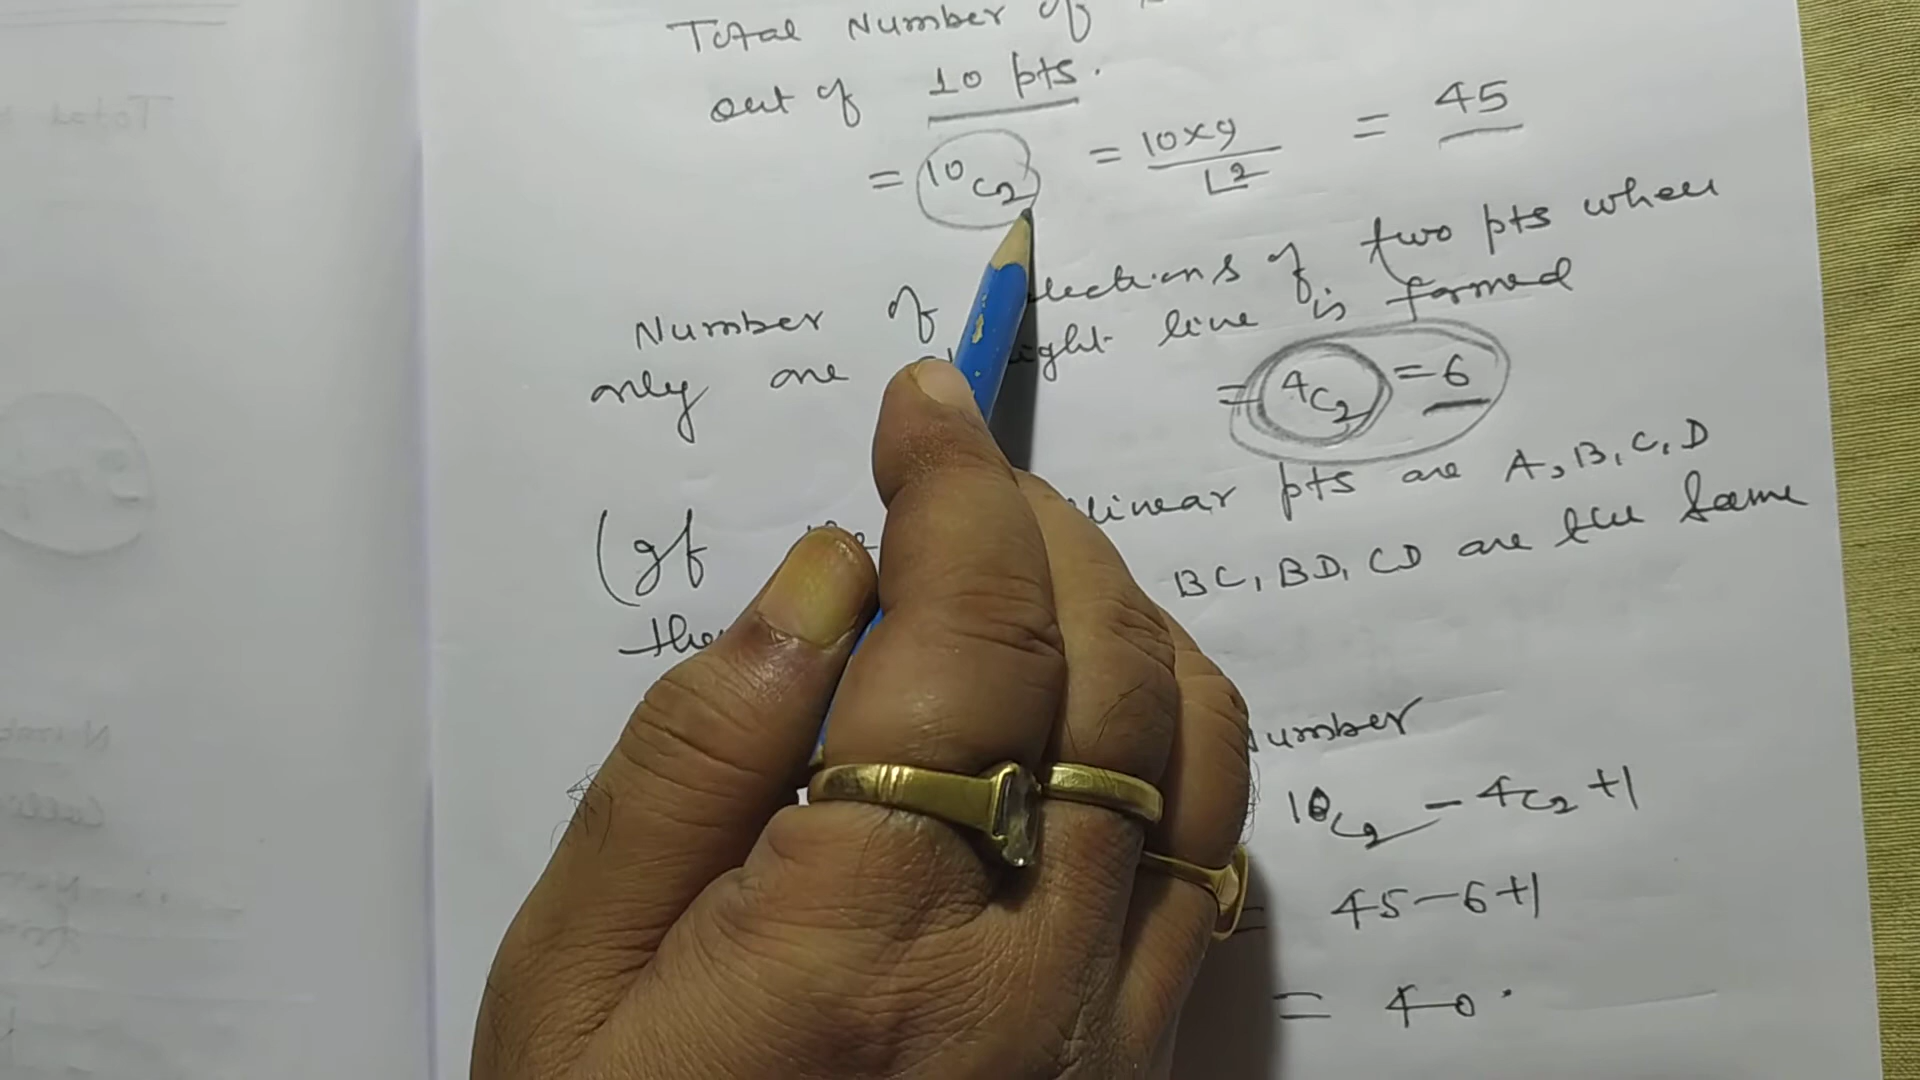 Total Number of
out of 10 pts.
= 10C2 = 10×9 / L2 = 45
Number of lections of two pts when
only one ight line is formed
= 4C2 = 6
(If linear pts are A, B, C, D
the BC, BD, CD are the same
umber
10C2 - 4C2 +1
= 45-6+1
= 40.